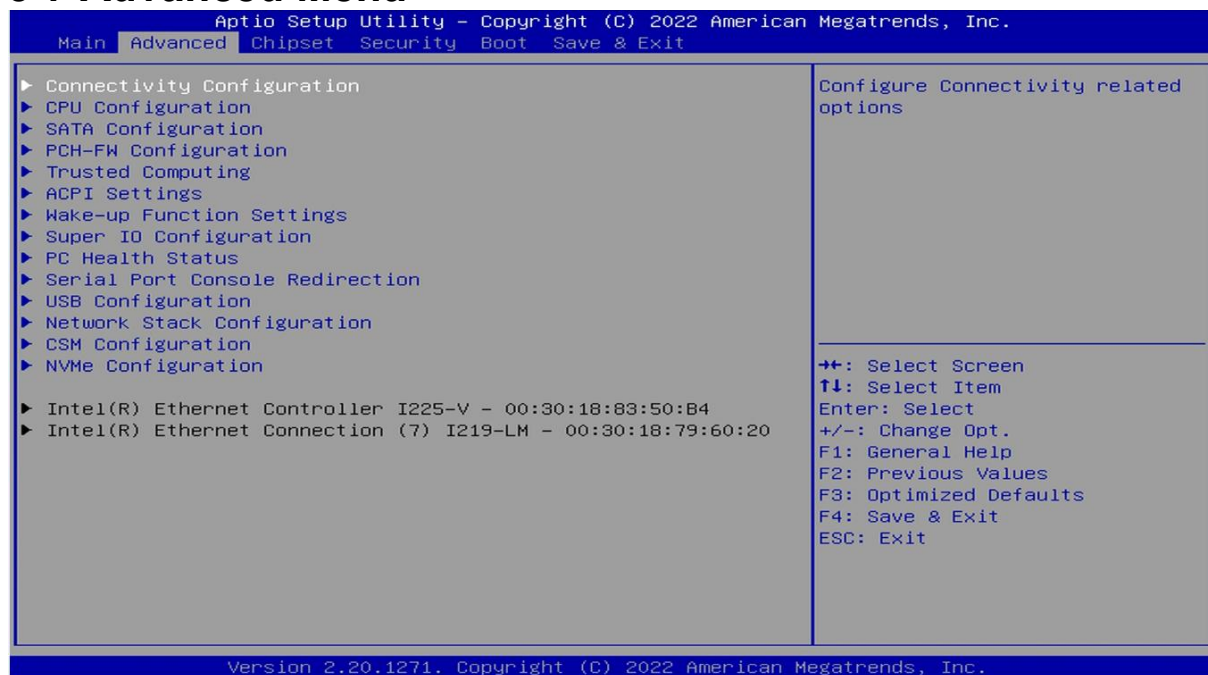 Aptio Setup Utility – Copyright (C) 2022 American Megatrends, Inc.
Main Advanced Chipset Security Boot Save & Exit
► Connectivity Configuration
► CPU Configuration
► SATA Configuration
► PCH-FW Configuration
► Trusted Computing
► ACPI Settings
► Wake-up Function Settings
► Super IO Configuration
► PC Health Status
► Serial Port Console Redirection
► USB Configuration
► Network Stack Configuration
► CSM Configuration
► NVMe Configuration
► Intel(R) Ethernet Controller I225-V – 00:30:18:83:50:B4
► Intel(R) Ethernet Connection (7) I219-LM – 00:30:18:79:60:20
Configure Connectivity related
options
→←: Select Screen
↑↓: Select Item
Enter: Select
+/-: Change Opt.
F1: General Help
F2: Previous Values
F3: Optimized Defaults
F4: Save & Exit
ESC: Exit
Version 2.20.1271. Copyright (C) 2022 American Megatrends, Inc.